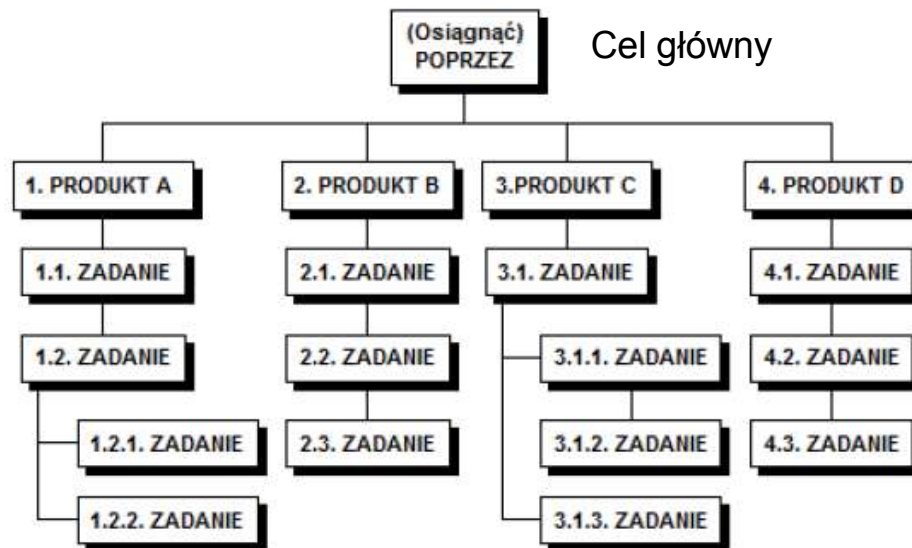 (Osiągnąć)
POPRZEZ
Cel główny
1. PRODUKT A
2. PRODUKT B
3.PRODUKT C
4. PRODUKT D
1.1. ZADANIE
2.1. ZADANIE
3.1. ZADANIE
4.1. ZADANIE
1.2. ZADANIE
2.2. ZADANIE
3.1.1. ZADANIE
4.2. ZADANIE
1.2.1. ZADANIE
2.3. ZADANIE
3.1.2. ZADANIE
4.3. ZADANIE
1.2.2. ZADANIE
3.1.3. ZADANIE